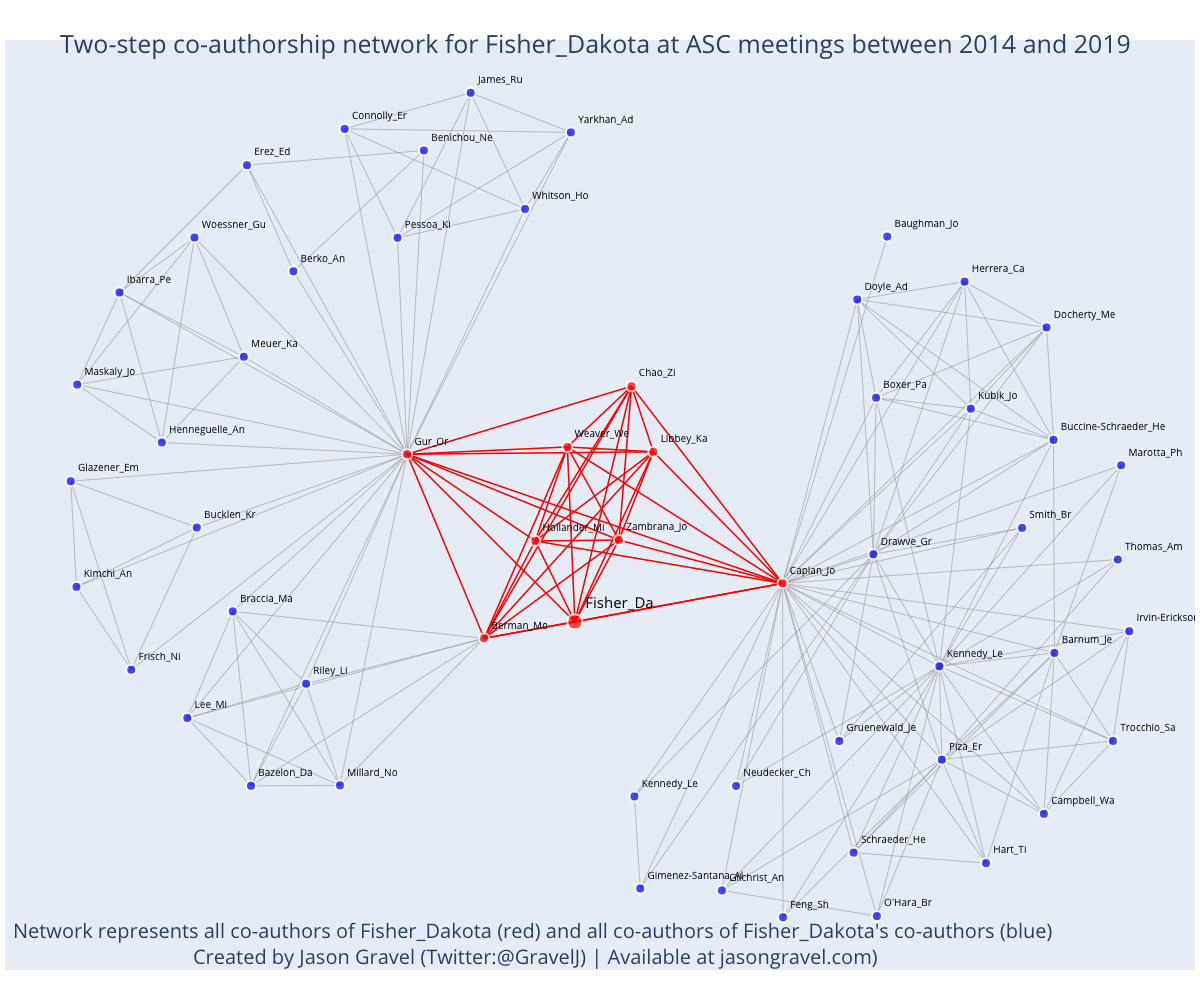 Two-step co-authorship network for Fisher_Dakota at ASC meetings between 2014 and 2019
James_Ru
Connolly_Er
Yarkhan_Ad
Benichou_Ne
Erez_Ed
Whitson_Ho
Woessner_Gu
Pessoa_Ki
Baughman_Jo
Berko_An
Herrera_Ca
Ibarra_Pe
Doyle_Ad
Docherty_Me
Meuer_Ka
Maskaly_Jo
Chao_Zi
Boxer_Pa
Kubik_Jo
Henneguelle_An
Gur_Or
Weaver_We
Libbey_Ka
Buccine-Schraeder_He
Marotta_Ph
Glazener_Em
Bucklen_Kr
Hollander_Mi
Zambrana_Jo
Smith_Br
Drawve_Gr
Thomas_Am
Kimchi_An
Caplan_Jo
Braccia_Ma
Fisher_Da
Berman_Mo
Irvin-Erickson
Barnum_Je
Frisch_Ni
Riley_Li
Kennedy_Le
Lee_Mi
Gruenewald_Je
Trocchio_Sa
Piza_Er
Bazelon_Da
Millard_No
Kennedy_Le
Neudecker_Ch
Campbell_Wa
Schraeder_He
Hart_Ti
Gimenez-Santana_Al
Gilchrist_An
Feng_Sh
O'Hara_Br
Network represents all co-authors of Fisher_Dakota (red) and all co-authors of Fisher_Dakota's co-authors (blue)
Created by Jason Gravel (Twitter:@GravelJ) | Available at jasongravel.com)